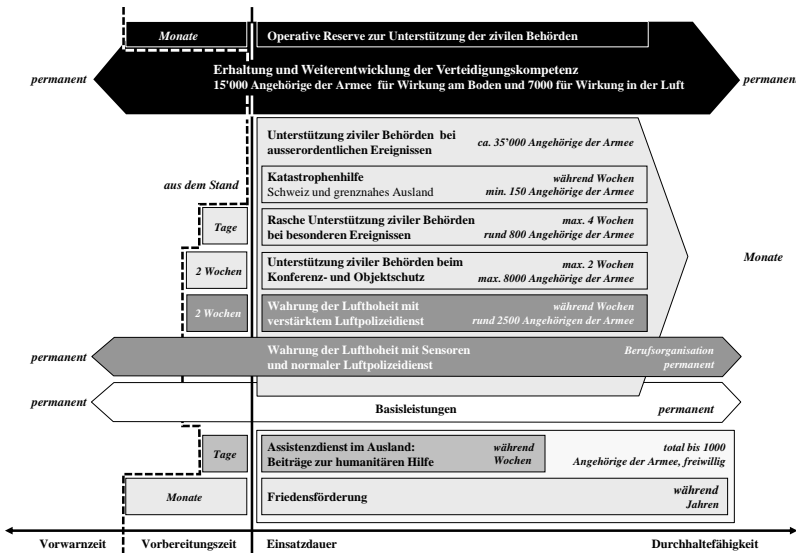 Monate
Operative Reserve zur Unterstützung der zivilen Behörden
permanent
Erhaltung und Weiterentwicklung der Verteidigungskompetenz
15'000 Angehörige der Armee für Wirkung am Boden und 7000 für Wirkung in der Luft
permanent
Unterstützung ziviler Behörden bei
ausserordentlichen Ereignissen
ca. 35'000 Angehörige der Armee
aus dem Stand
Katastrophenhilfe
Schweiz und grenznahes Ausland
während Wochen
min. 150 Angehörige der Armee
Tage
Rasche Unterstützung ziviler Behörden
bei besonderen Ereignissen
max. 4 Wochen
rund 800 Angehörige der Armee
2 Wochen
Unterstützung ziviler Behörden beim
Konferenz- und Objektschutz
max. 2 Wochen
max. 8000 Angehörige der Armee
Monate
2 Wochen
Wahrung der Lufthoheit mit
verstärktem Luftpolizeidienst
während Wochen
rund 2500 Angehörigen der Armee
permanent
Wahrung der Lufthoheit mit Sensoren
und normaler Luftpolizeidienst
Berufsorganisation
permanent
permanent
Basisleistungen
permanent
Tage
Assistenzdienst im Ausland:
Beiträge zur humanitären Hilfe
während
Wochen
total bis 1000
Angehörige der Armee, freiwillig
Monate
Friedensförderung
während
Jahren
Vorwarnzeit
Vorbereitungszeit
Einsatzdauer
Durchhaltefähigkeit